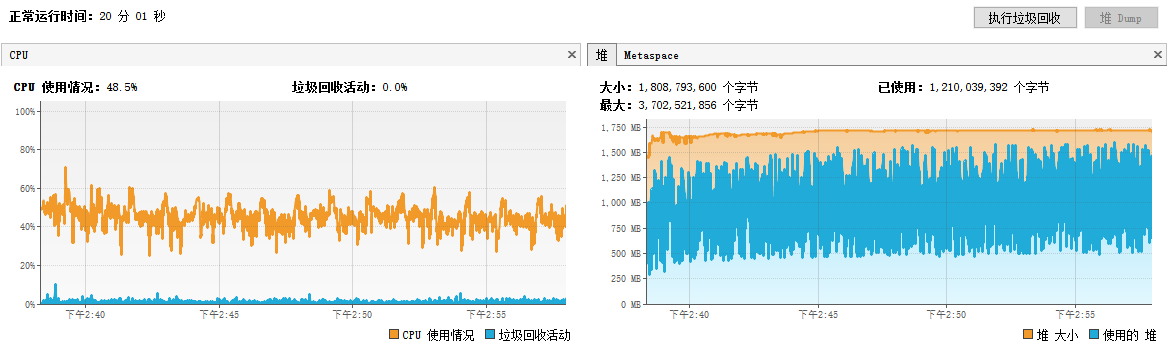 正常运行时间：20 分 01 秒
执行垃圾回收
堆 Dump
CPU
CPU 使用情况：48.5%
垃圾回收活动：0.0%
100%
80%
60%
40%
20%
0%
下午2:40
下午2:45
下午2:50
下午2:55
CPU 使用情况
垃圾回收活动
堆
Metaspace
大小：1,808,793,600 个字节
已使用：1,210,039,392 个字节
最大：3,702,521,856 个字节
1,750 MB
1,500 MB
1,250 MB
1,000 MB
750 MB
500 MB
250 MB
0 MB
下午2:40
下午2:45
下午2:50
下午2:55
堆 大小
使用的 堆